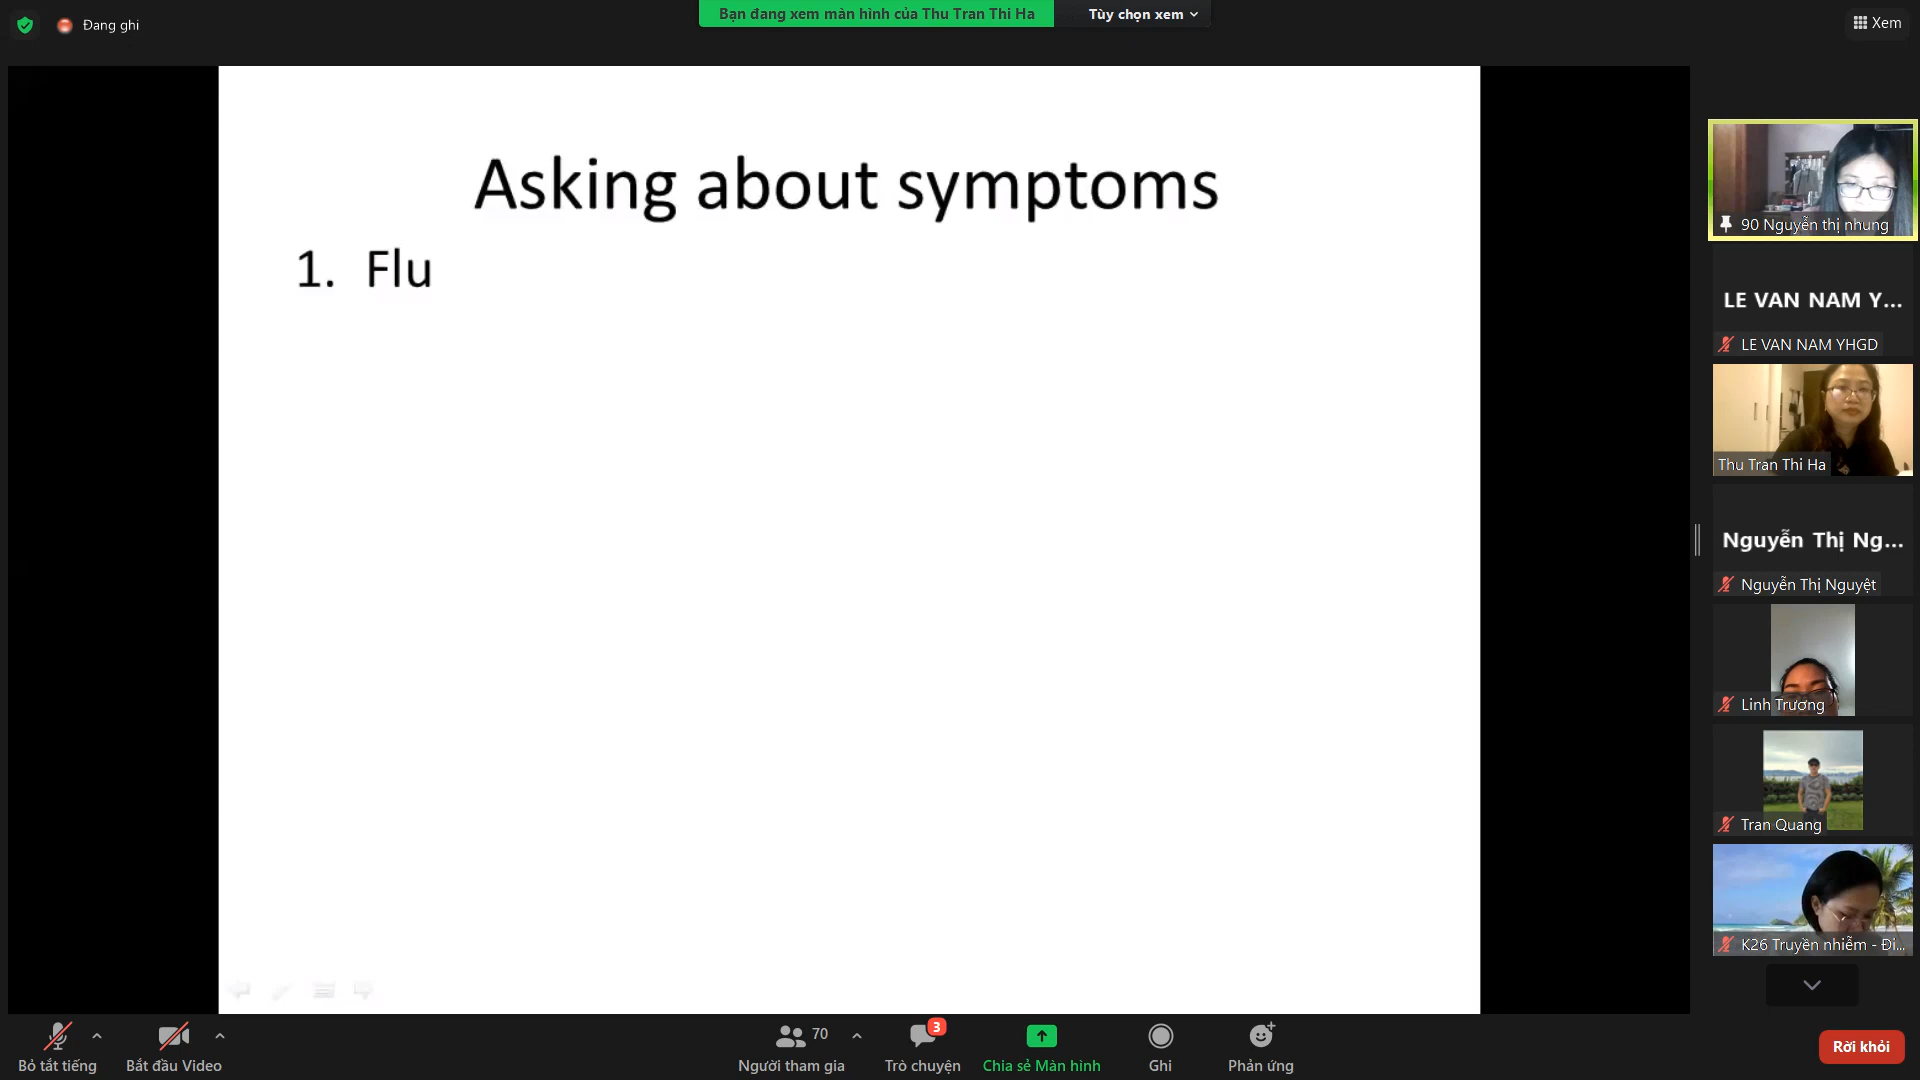 Đang ghi
Bạn đang xem màn hình của Thu Tran Thi Ha
Tùy chọn xem
Xem
Asking about symptoms
1. Flu
90 Nguyễn thị nhung
LE VAN NAM Y...
LE VAN NAM YHGD
Thu Tran Thi Ha
Nguyễn Thị Ng...
Nguyễn Thị Nguyệt
Linh Trương
Tran Quang
K26 Truyền nhiễm - Đi...
Bỏ tắt tiếng
Bắt đầu Video
70
Người tham gia
3
Trò chuyện
Chia sẻ Màn hình
Ghi
Phản ứng
Rời khỏi